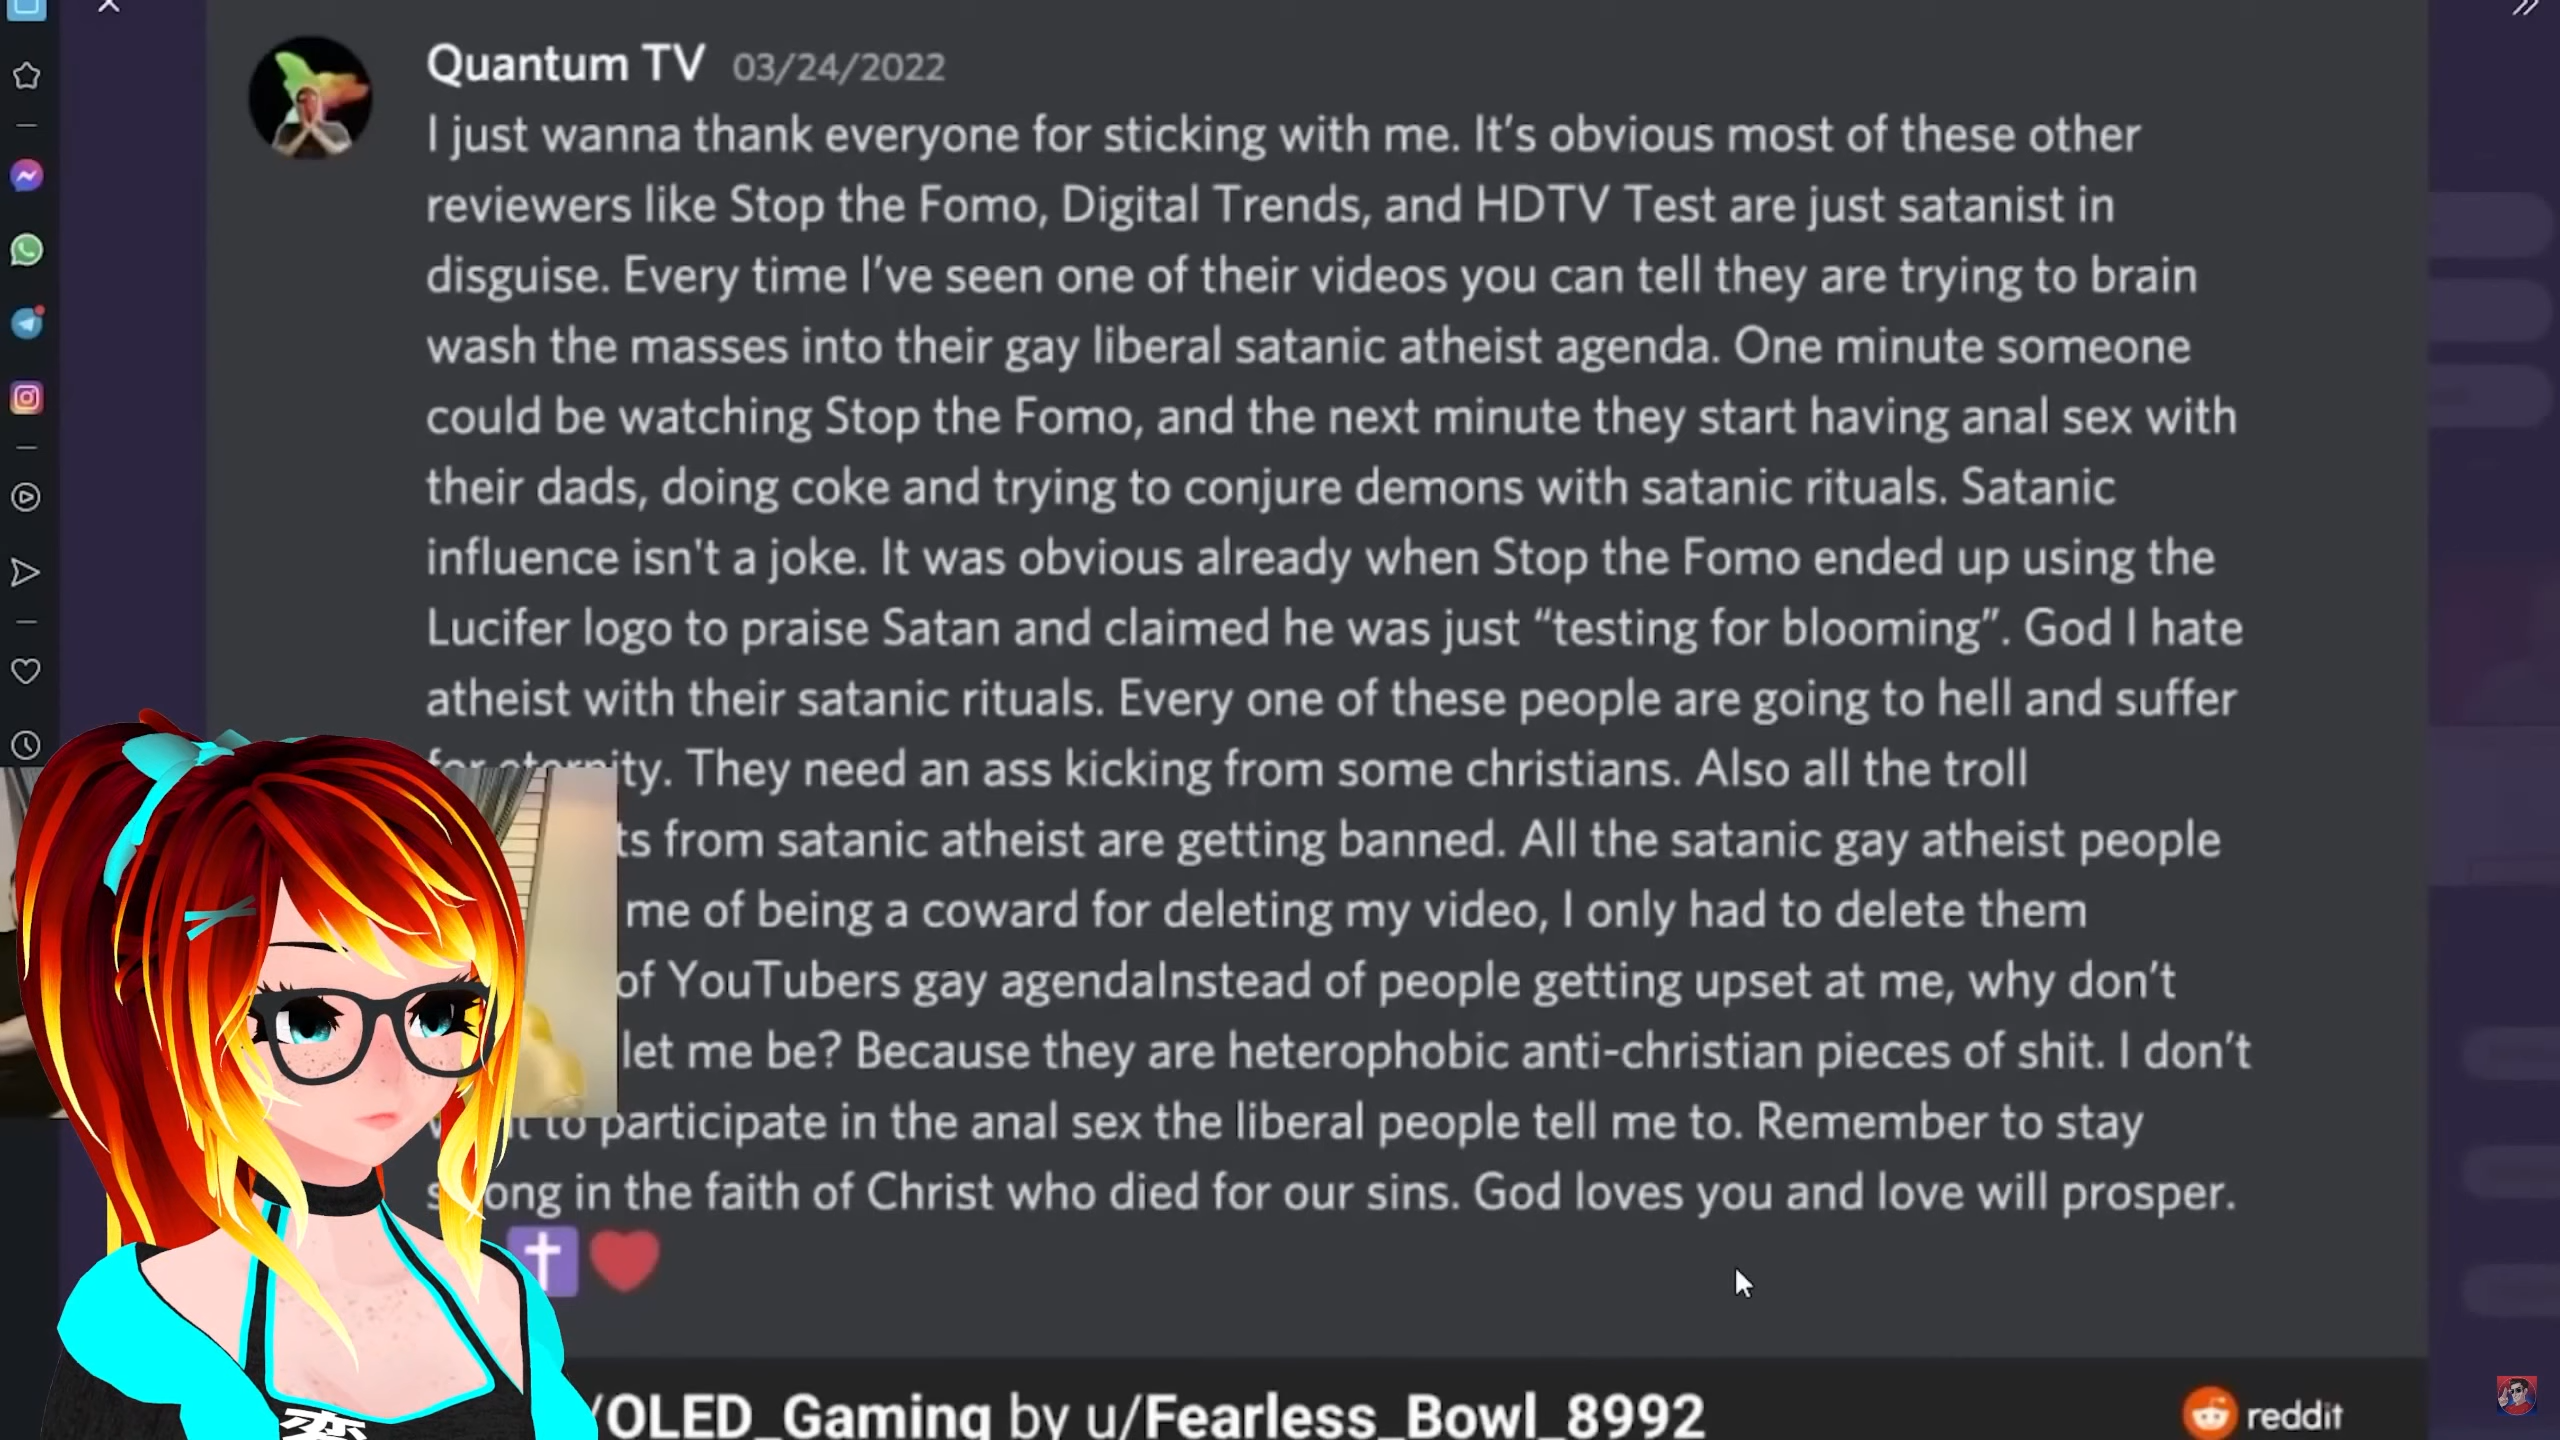 Quantum TV 03/24/2022
I just wanna thank everyone for sticking with me. It’s obvious most of these other
reviewers like Stop the Fomo, Digital Trends, and HDTV Test are just satanist in
disguise. Every time I’ve seen one of their videos you can tell they are trying to brain
wash the masses into their gay liberal satanic atheist agenda. One minute someone
could be watching Stop the Fomo, and the next minute they start having anal sex with
their dads, doing coke and trying to conjure demons with satanic rituals. Satanic
influence isn't a joke. It was obvious already when Stop the Fomo ended up using the
Lucifer logo to praise Satan and claimed he was just “testing for blooming”. God I hate
atheist with their satanic rituals. Every one of these people are going to hell and suffer
for eternity. They need an ass kicking from some christians. Also all the troll
ts from satanic atheist are getting banned. All the satanic gay atheist people
me of being a coward for deleting my video, I only had to delete them
of YouTubers gay agendaInstead of people getting upset at me, why don’t
let me be? Because they are heterophobic anti-christian pieces of shit. I don’t
to participate in the anal sex the liberal people tell me to. Remember to stay
strong in the faith of Christ who died for our sins. God loves you and love will prosper.
/OLED_Gaming by u/Fearless_Bowl_8992
reddit
変